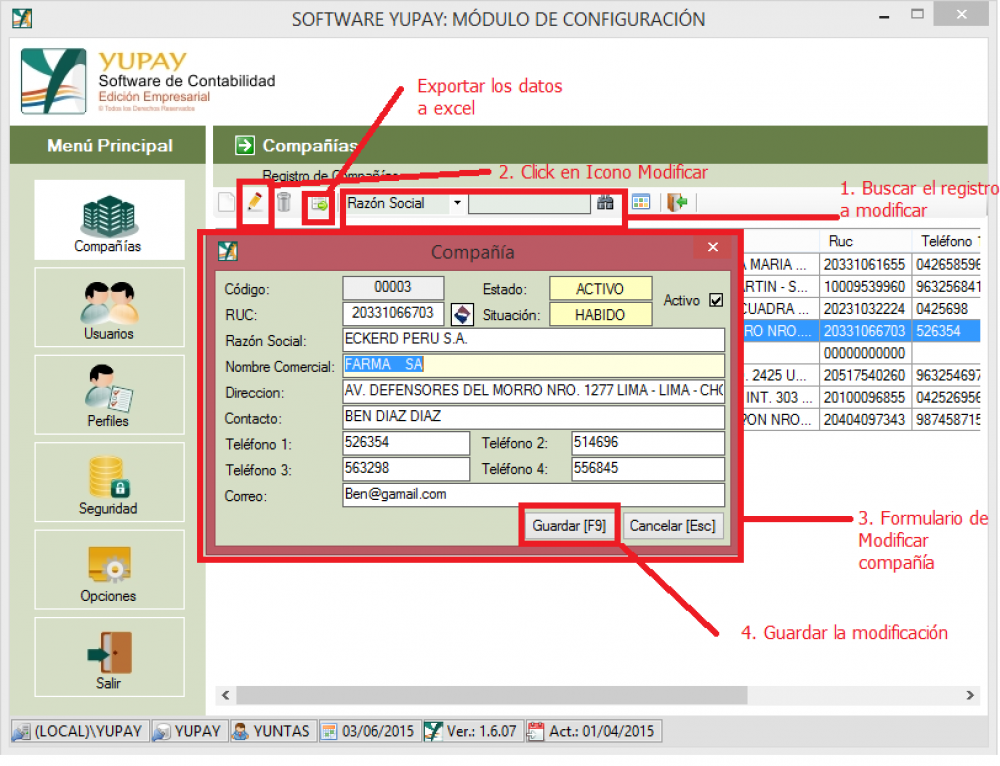 SOFTWARE YUPAY: MÓDULO DE CONFIGURACIÓN
YUPAY
Software de Contabilidad
Edición Empresarial
© Todos los Derechos Reservados
Exportar los datos
a excel
Menú Principal
Compañías
Registro de Compañías
2. Click en Icono Modificar
1. Buscar el registro
a modificar
Razón Social
Compañías
Usuarios
Perfiles
Seguridad
Opciones
Salir
Compañía
Código: 00003 Estado: ACTIVO Activo
RUC: 20331066703 Situación: HABIDO
Razón Social: ECKERD PERU S.A.
Nombre Comercial: FARMA SA
Direccion: AV. DEFENSORES DEL MORRO NRO. 1277 LIMA - LIMA - CHO
Contacto: BEN DIAZ DIAZ
Teléfono 1: 526354 Teléfono 2: 514696
Teléfono 3: 563298 Teléfono 4: 556845
Correo: Ben@gamail.com
Guardar [F9] Cancelar [Esc]
Ruc Teléfono
MARIA ... 20331061655 042658596
RTIN - S... 10009539960 963256841
CUADRA ... 20231032224 0425698
RO NRO.... 20331066703 526354
00000000000
. 2425 U... 20517540260 963254697
INT. 303 ... 20100096855 042526956
ON NRO... 20404097343 987458715
3. Formulario de
Modificar
compañía
4. Guardar la modificación
(LOCAL)\YUPAY YUPAY YUNTAS 03/06/2015 Ver.: 1.6.07 Act.: 01/04/2015